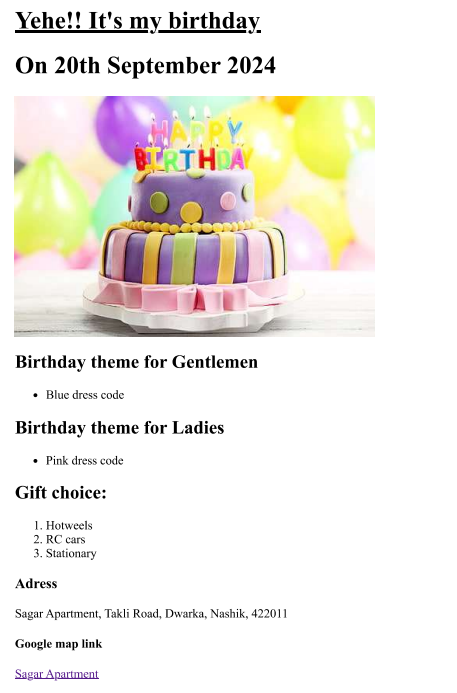 Yehe!! It's my birthday
On 20th September 2024
HAPPY
BIRTHDAY
Birthday theme for Gentlemen
Blue dress code
Birthday theme for Ladies
Pink dress code
Gift choice:
1. Hotweels
2. RC cars
3. Stationary
Adress
Sagar Apartment, Takli Road, Dwarka, Nashik, 422011
Google map link
Sagar Apartment